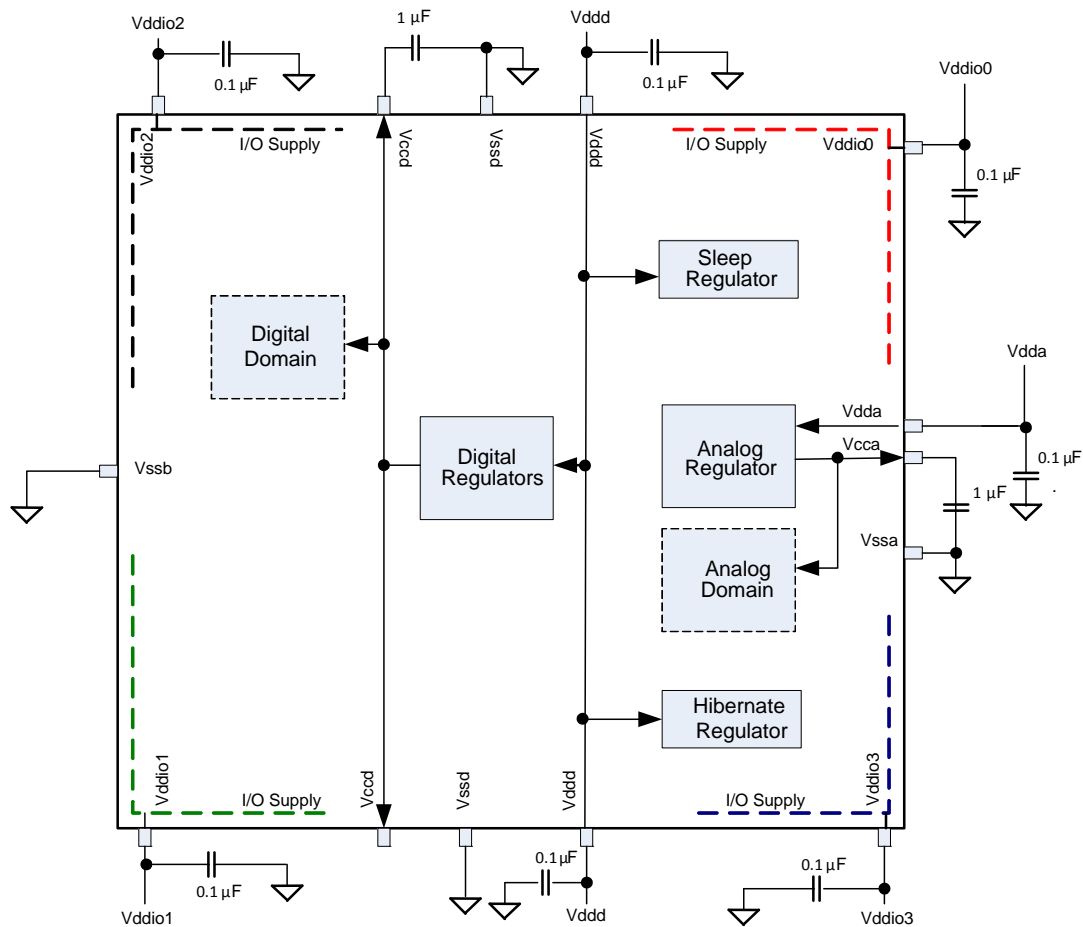 Vddio2
1 µF
Vddd
0.1 µF
0.1 µF
Vddio0
0.1 µF
I/O Supply
I/O Supply
Vddio0
Vddio2
Vccd
Vssd
Vddd
Sleep
Regulator
Digital
Domain
Vdda
Vdda
Vcca
Analog
Regulator
Digital
Regulators
Vssb
0.1 µF
1 µF
.
Vssa
Analog
Domain
Hibernate
Regulator
Vddio1
Vccd
Vssd
Vddd
Vddio3
I/O Supply
I/O Supply
0.1 µF
0.1 µF
0.1 µF
Vddio1
Vddd
Vddio3